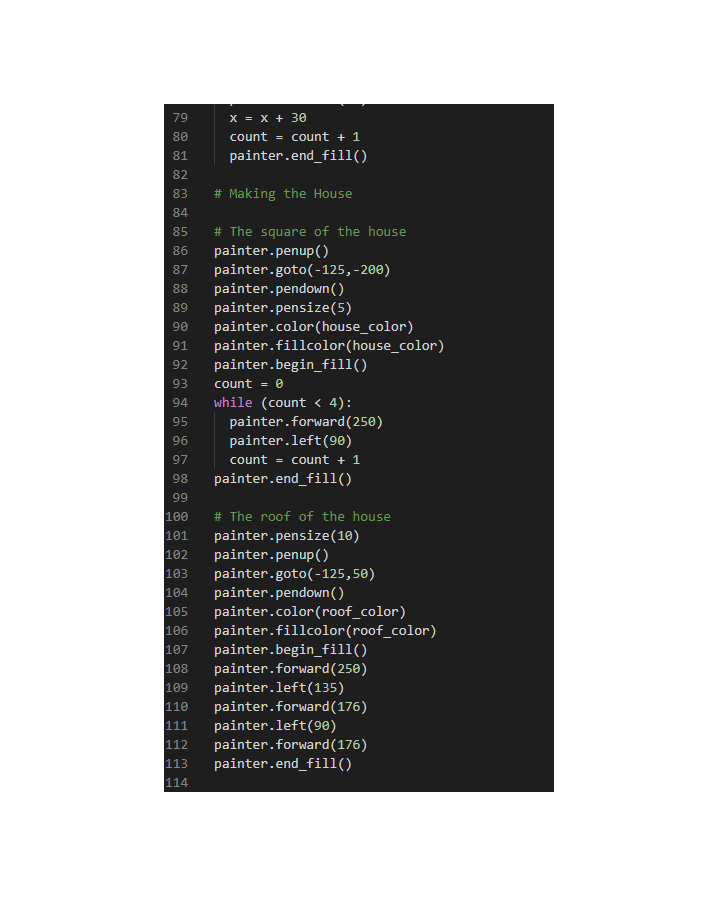 79 x = x + 30
80 count = count + 1
81 painter.end_fill()
82
83 # Making the House
84
85 # The square of the house
86 painter.penup()
87 painter.goto(-125,-200)
88 painter.pendown()
89 painter.pensize(5)
90 painter.color(house_color)
91 painter.fillcolor(house_color)
92 painter.begin_fill()
93 count = 0
94 while (count < 4):
95 painter.forward(250)
96 painter.left(90)
97 count = count + 1
98 painter.end_fill()
99
100 # The roof of the house
101 painter.pensize(10)
102 painter.penup()
103 painter.goto(-125,50)
104 painter.pendown()
105 painter.color(roof_color)
106 painter.fillcolor(roof_color)
107 painter.begin_fill()
108 painter.forward(250)
109 painter.left(135)
110 painter.forward(176)
111 painter.left(90)
112 painter.forward(176)
113 painter.end_fill()
114